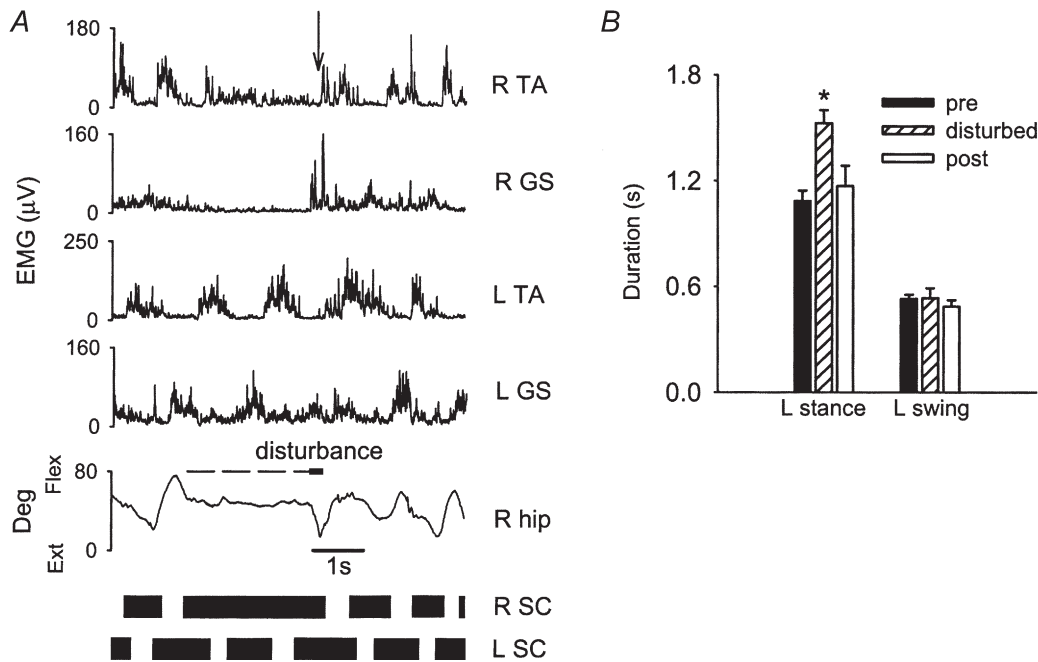 A
180
0
R TA
160
0
R GS
EMG (µV)
250
0
L TA
160
0
L GS
disturbance
80
0
Deg
Flex
Ext
R hip
1s
R SC
L SC
B
1.8
1.2
0.6
0.0
Duration (s)
*
pre
disturbed
post
L stance
L swing